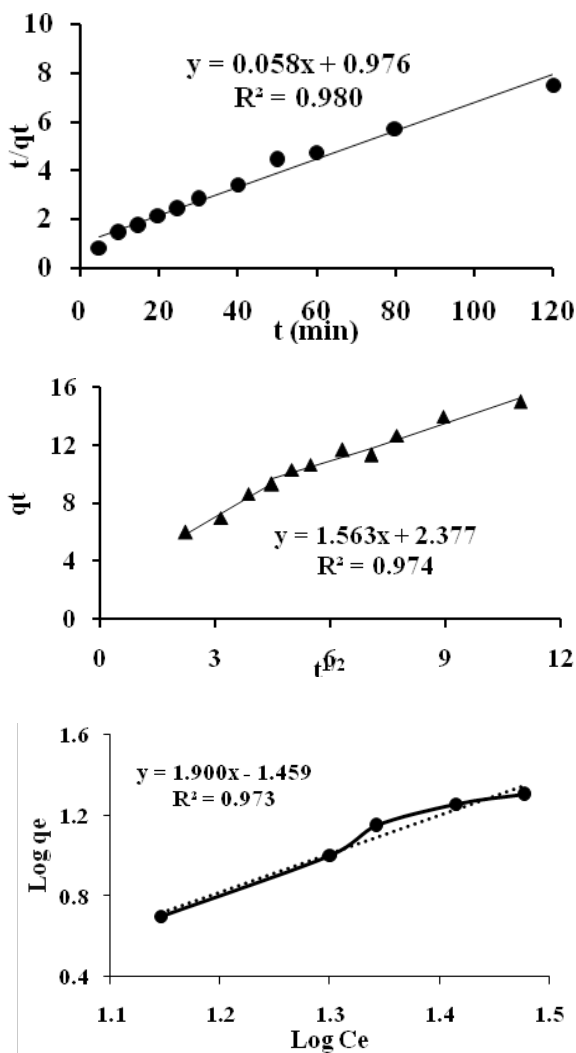 10
8
6
4
2
0
t/qt
y = 0.058x + 0.976
R² = 0.980
0 20 40 60 80 100 120
t (min)
16
12
8
4
0
qt
y = 1.563x + 2.377
R² = 0.974
0 3 6 9 12
t^1/2
1.6
1.2
0.8
0.4
Log qe
y = 1.900x - 1.459
R² = 0.973
1.1 1.2 1.3 1.4 1.5
Log Ce